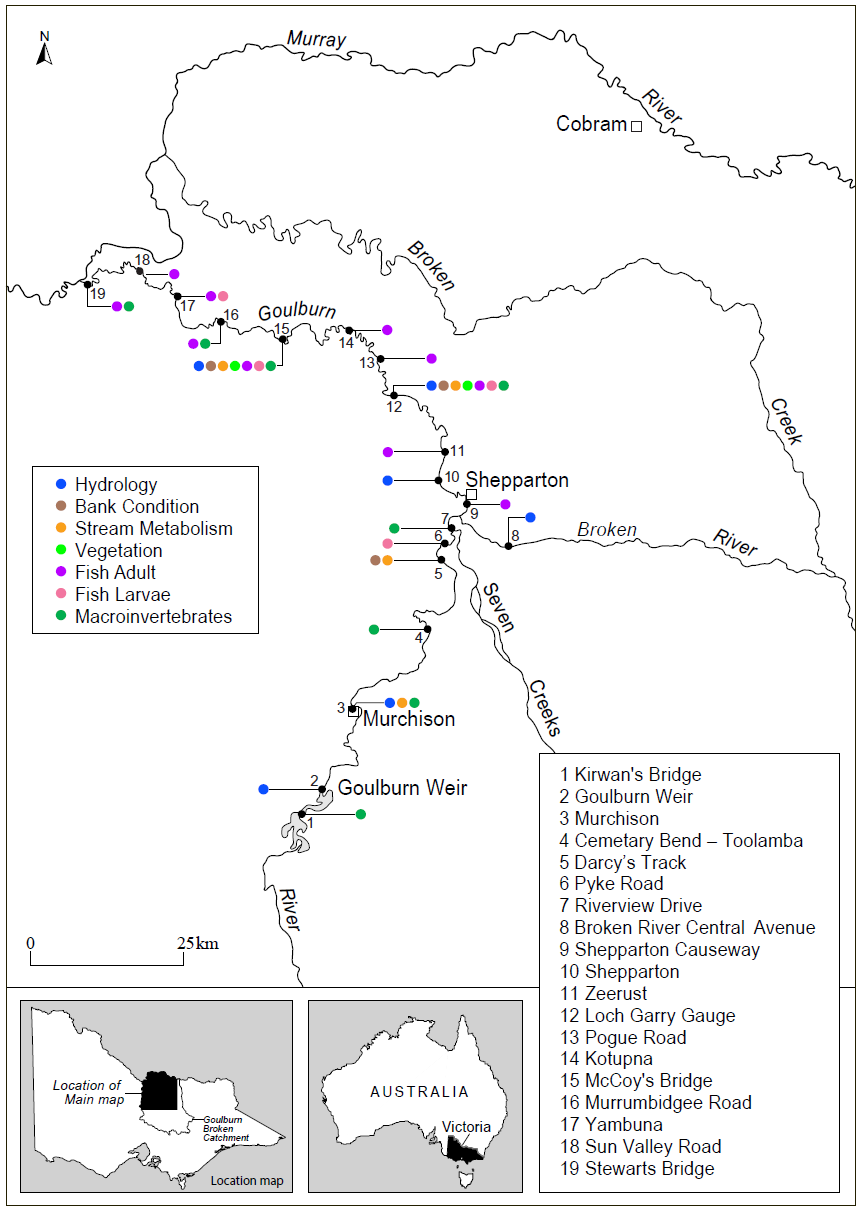 N
Murray
River
Cobram
Broken
Creek
18
19
17
16
Goulburn
15
14
13
12
11
10
Shepparton
9
7
6
5
8
Broken
River
Seven
Creeks
4
3
Murchison
2
Goulburn Weir
1
River
Hydrology
Bank Condition
Stream Metabolism
Vegetation
Fish Adult
Fish Larvae
Macroinvertebrates
1 Kirwan's Bridge
2 Goulburn Weir
3 Murchison
4 Cemetary Bend – Toolamba
5 Darcy's Track
6 Pyke Road
7 Riverview Drive
8 Broken River Central Avenue
9 Shepparton Causeway
10 Shepparton
11 Zeerust
12 Loch Garry Gauge
13 Pogue Road
14 Kotupna
15 McCoy's Bridge
16 Murrumbidgee Road
17 Yambuna
18 Sun Valley Road
19 Stewarts Bridge
0 25km
Location of
Main map
Goulburn
Broken
Catchment
Location map
AUSTRALIA
Victoria